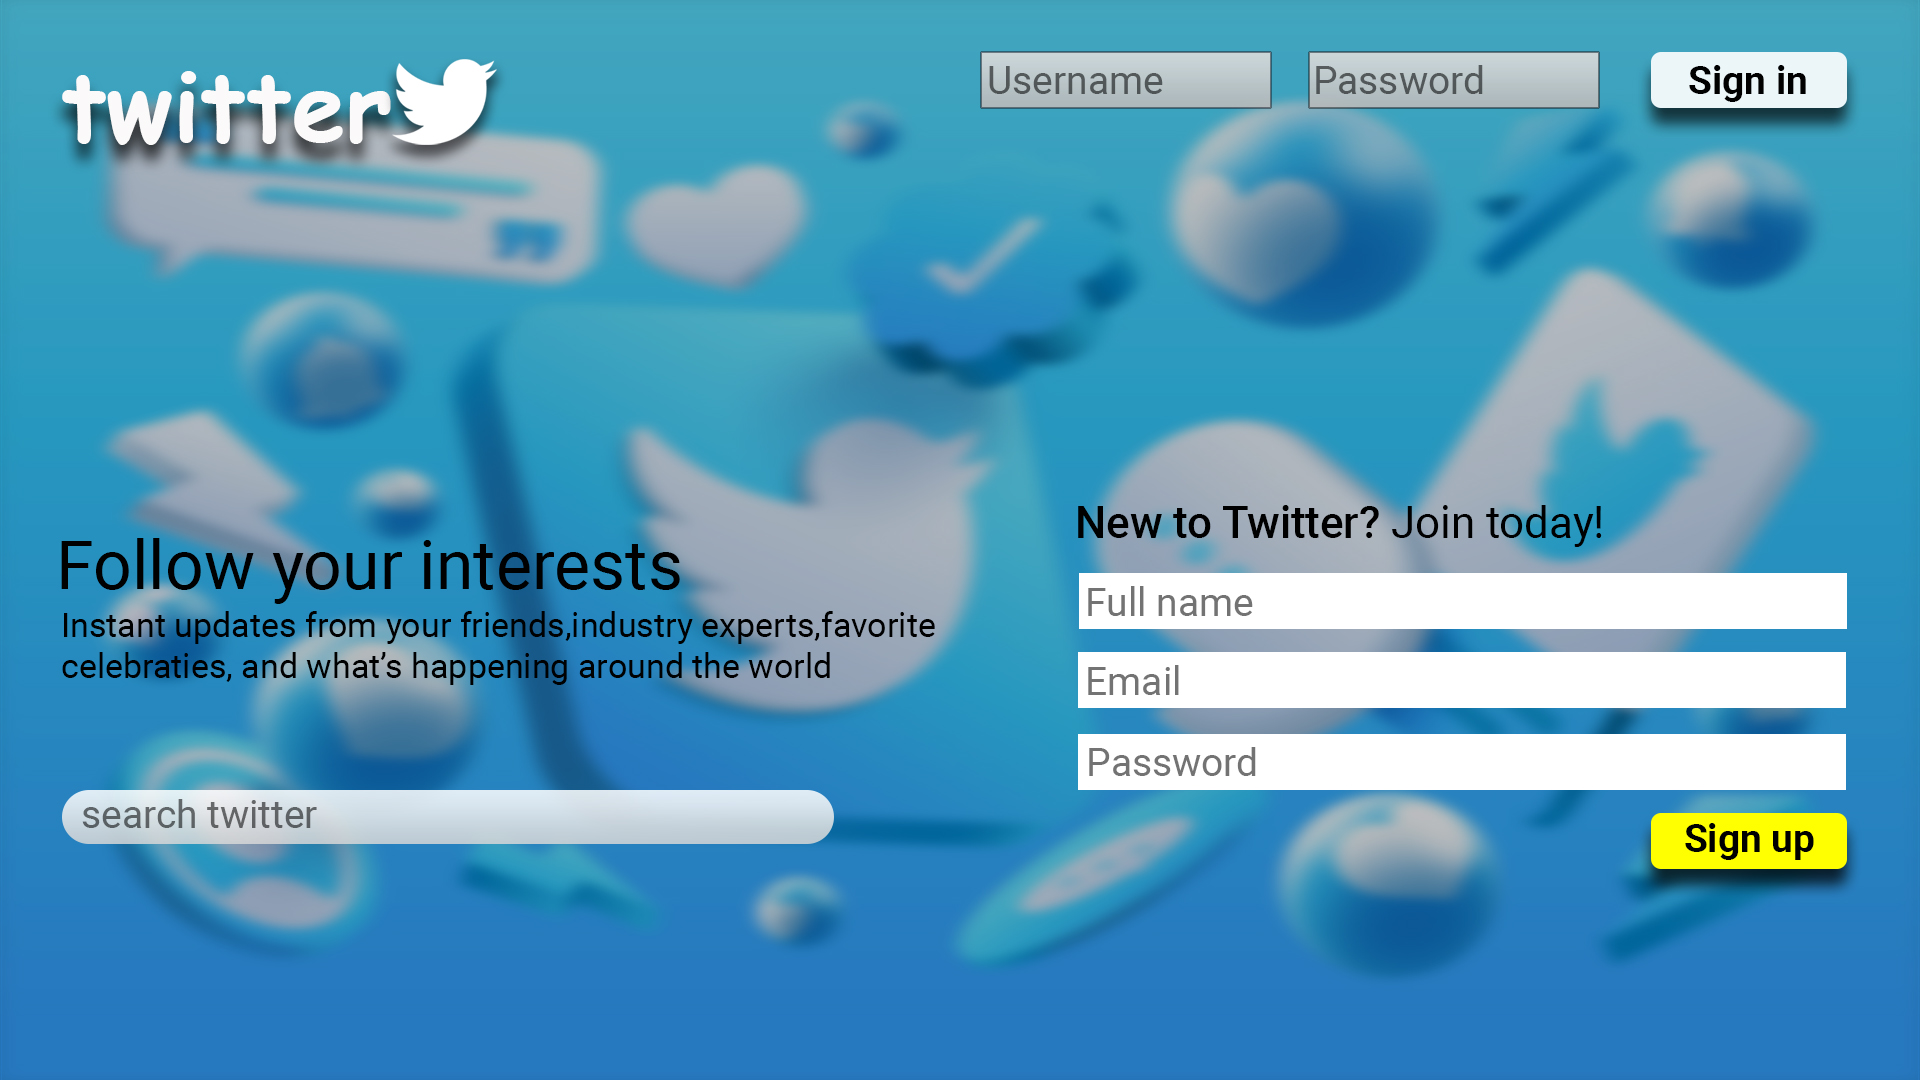 twitter
Username
Password
Sign in
Follow your interests
Instant updates from your friends,industry experts,favorite
celebraties, and what’s happening around the world
search twitter
New to Twitter? Join today!
Full name
Email
Password
Sign up